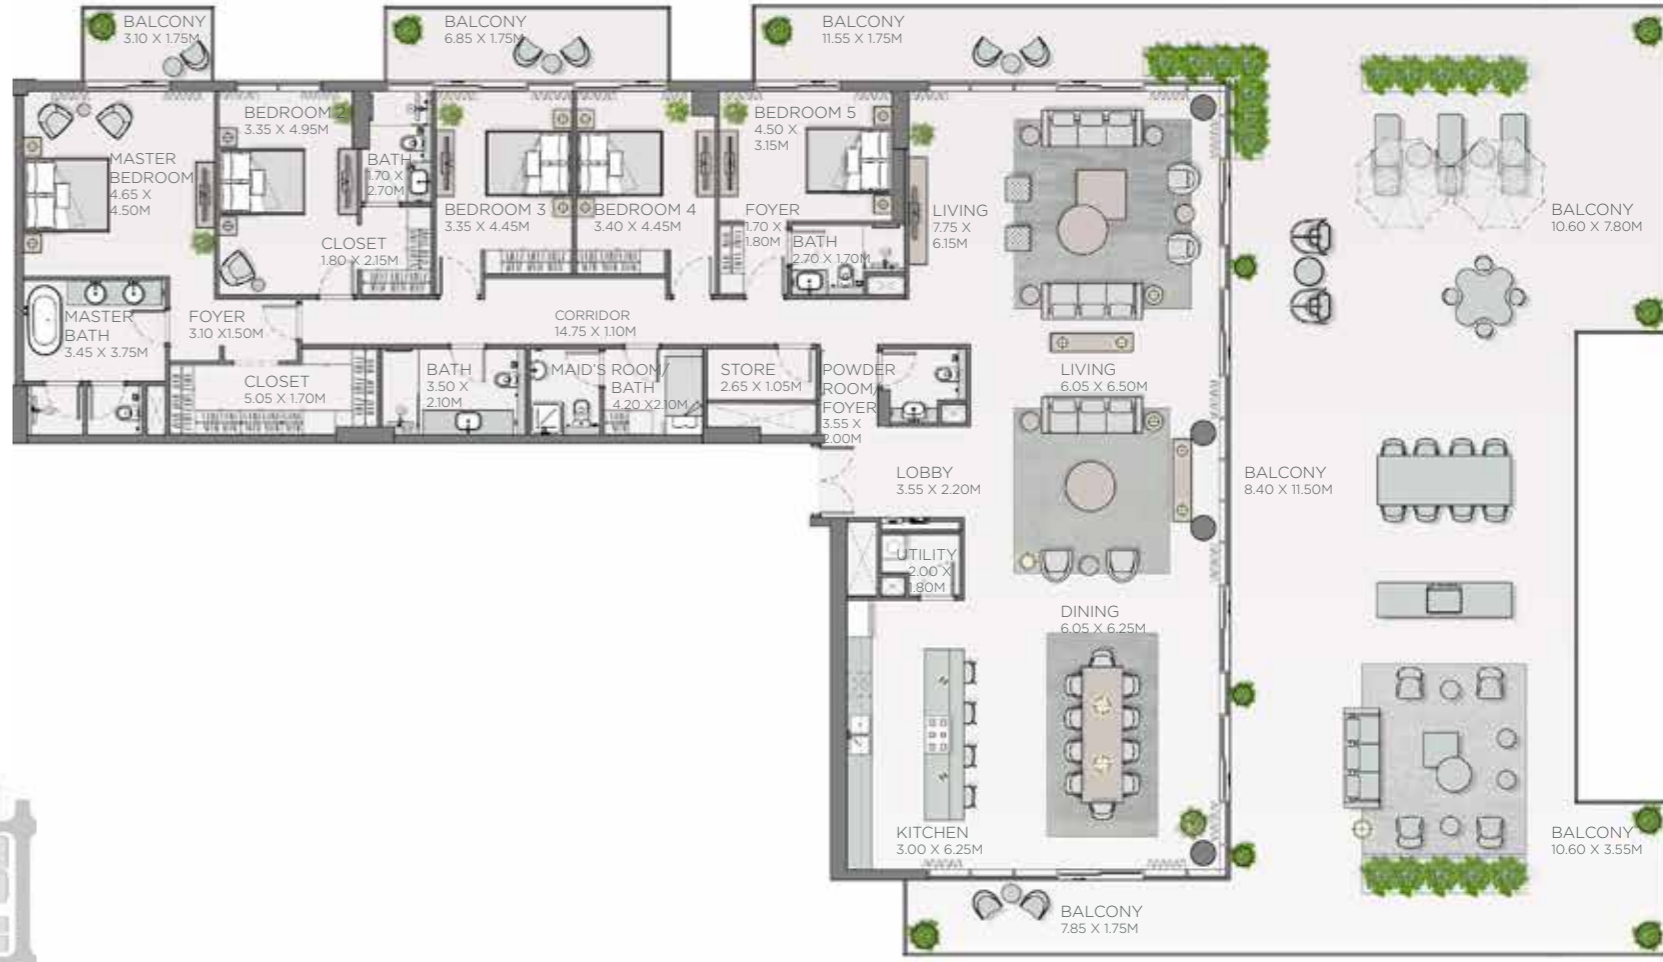 BALCONY
3.10 X 1.75M
BALCONY
6.85 X 1.75M
BALCONY
11.55 X 1.75M
MASTER
BEDROOM
4.65 X
4.50M
BEDROOM 2
3.35 X 4.95M
BATH
1.70 X
2.70M
CLOSET
1.80 X 2.15M
BEDROOM 3
3.35 X 4.45M
BEDROOM 4
3.40 X 4.45M
BEDROOM 5
4.50 X
3.15M
FOYER
1.70 X
1.80M
BATH
2.70 X 1.70M
LIVING
7.75 X
6.15M
BALCONY
10.60 X 7.80M
MASTER
BATH
3.45 X 3.75M
FOYER
3.10 X1.50M
CORRIDOR
14.75 X 1.10M
CLOSET
5.05 X 1.70M
BATH
3.50 X
2.10M
MAID'S ROOM/
BATH
4.20 X2.10M
STORE
2.65 X 1.05M
POWDER
ROOM/
FOYER
3.55 X
2.00M
LIVING
6.05 X 6.50M
LOBBY
3.55 X 2.20M
BALCONY
8.40 X 11.50M
UTILITY
2.00 X
1.80M
DINING
6.05 X 6.25M
KITCHEN
3.00 X 6.25M
BALCONY
10.60 X 3.55M
BALCONY
7.85 X 1.75M